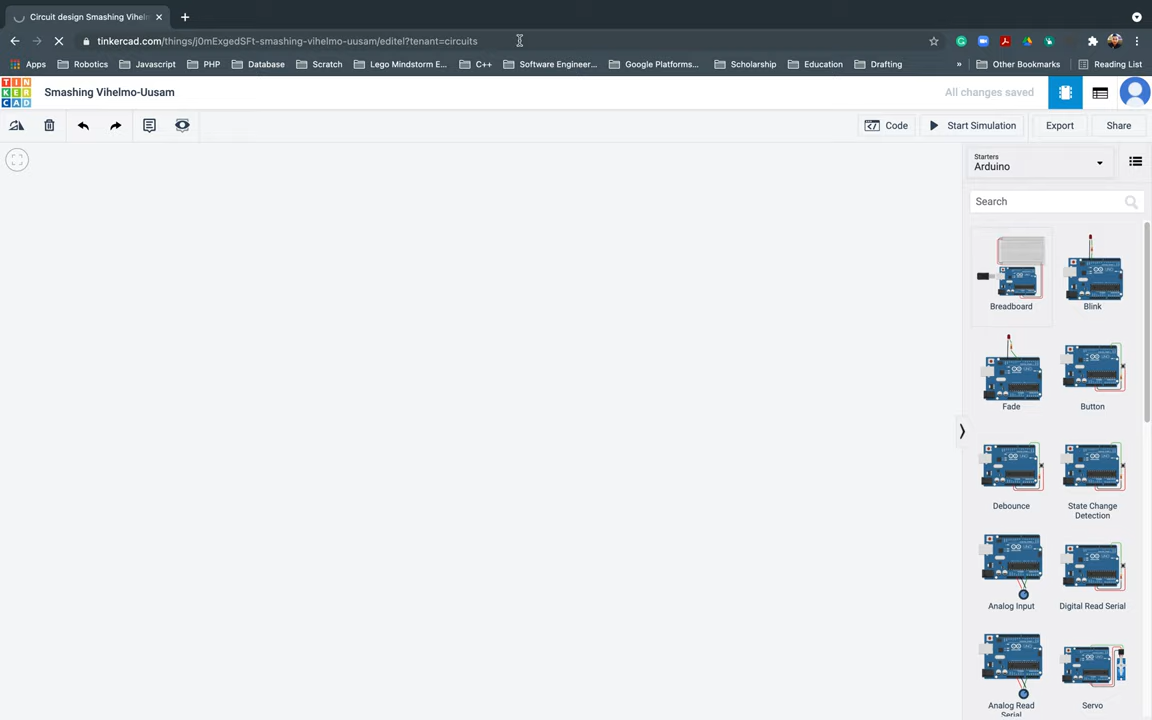 Circuit design Smashing Vihelm
tinkercad.com/things/j0mExgedSFt-smashing-vihelmo-uusam/editel?tenant=circuits
Apps Robotics Javascript PHP Database Scratch Lego Mindstorm E... C++ Software Engineer... Google Platforms... Scholarship Education Drafting » Other Bookmarks Reading List
TIN
KER
CAD
Smashing Vihelmo-Uusam
All changes saved
Code Start Simulation Export Share
Starters
Arduino
Search
Breadboard Blink
Fade Button
Debounce State Change
Detection
Analog Input Digital Read Serial
Analog Read
Serial
Servo